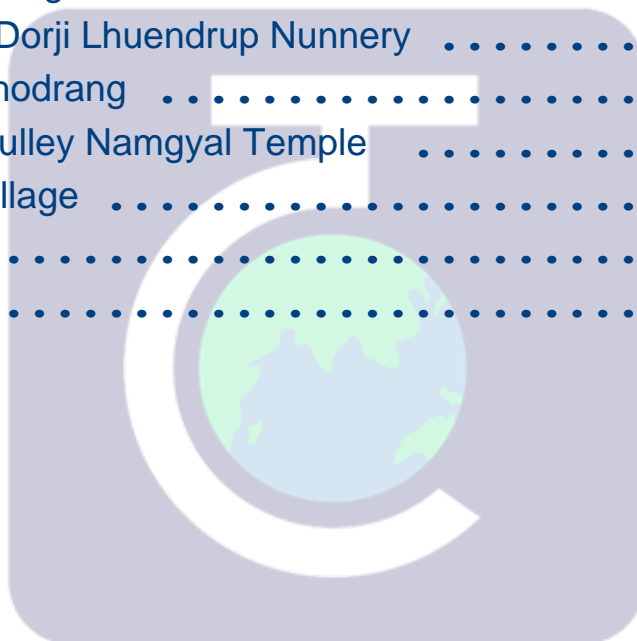 Dorji Lhuendrup Nunnery . . . . . . . . .
hodrang . . . . . . . . . . . . . . . . . . .
ulley Namgyal Temple . . . . . . . . .
llage . . . . . . . . . . . . . . . . . . . . .
. . . . . . . . . . . . . . . . . . . . . . . . .
. . . . . . . . . . . . . . . . . . . . . . . . .